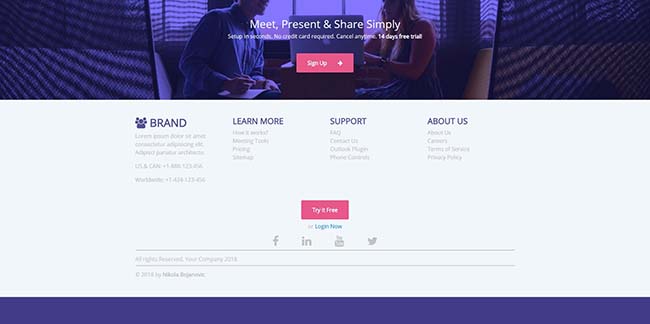 Meet, Present & Share Simply
Setup in seconds. No credit card required. Cancel anytime. 14 days free trial!
Sign Up
BRAND
Lorem ipsum dolor sit amet
consectetur adipiscing elit.
Adipisci pariatur architecto.
US & CAN: +1-888-123-456
Worldwide: +1-424-123-456
LEARN MORE
How it works?
Meeting Tools
Pricing
Sitemap
SUPPORT
FAQ
Contact Us
Outlook Plugin
Phone Controls
ABOUT US
About Us
Careers
Terms of Service
Privacy Policy
Try it Free
or Login Now
All rights Reserved. Your Company 2018
© 2018 by Nikola Bojanovic.